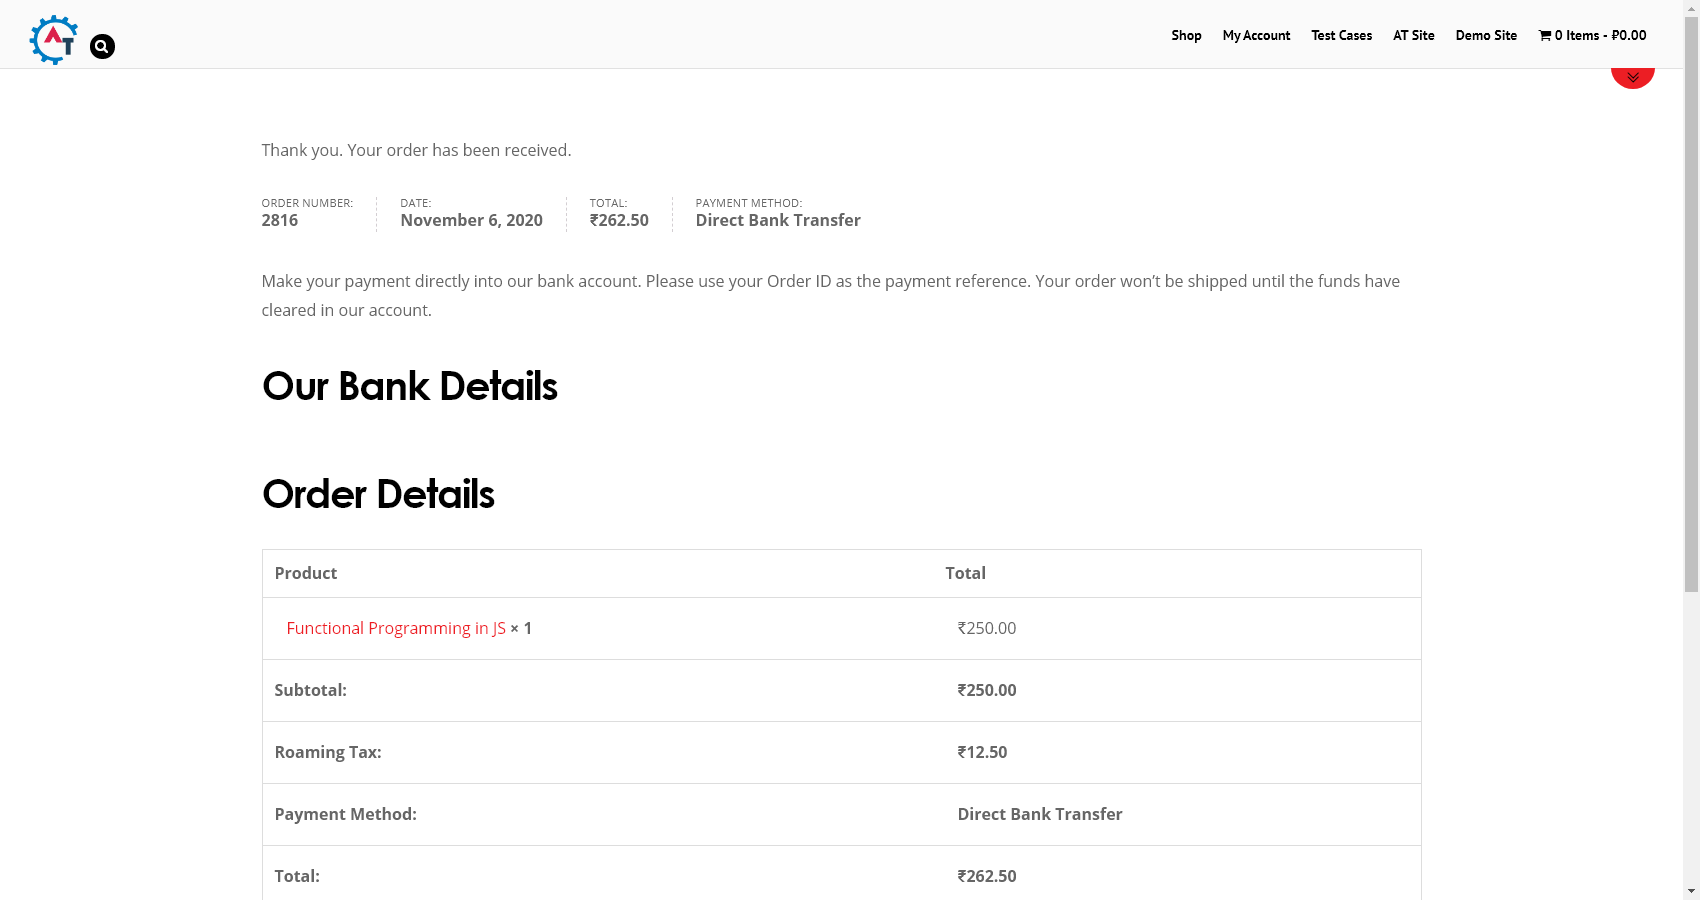 AT
Shop My Account Test Cases AT Site Demo Site 0 Items - ₹0.00
Thank you. Your order has been received.
ORDER NUMBER: DATE: TOTAL: PAYMENT METHOD:
2816 November 6, 2020 ₹262.50 Direct Bank Transfer
Make your payment directly into our bank account. Please use your Order ID as the payment reference. Your order won’t be shipped until the funds have
cleared in our account.
Our Bank Details
Order Details
Product Total
Functional Programming in JS × 1 ₹250.00
Subtotal: ₹250.00
Roaming Tax: ₹12.50
Payment Method: Direct Bank Transfer
Total: ₹262.50